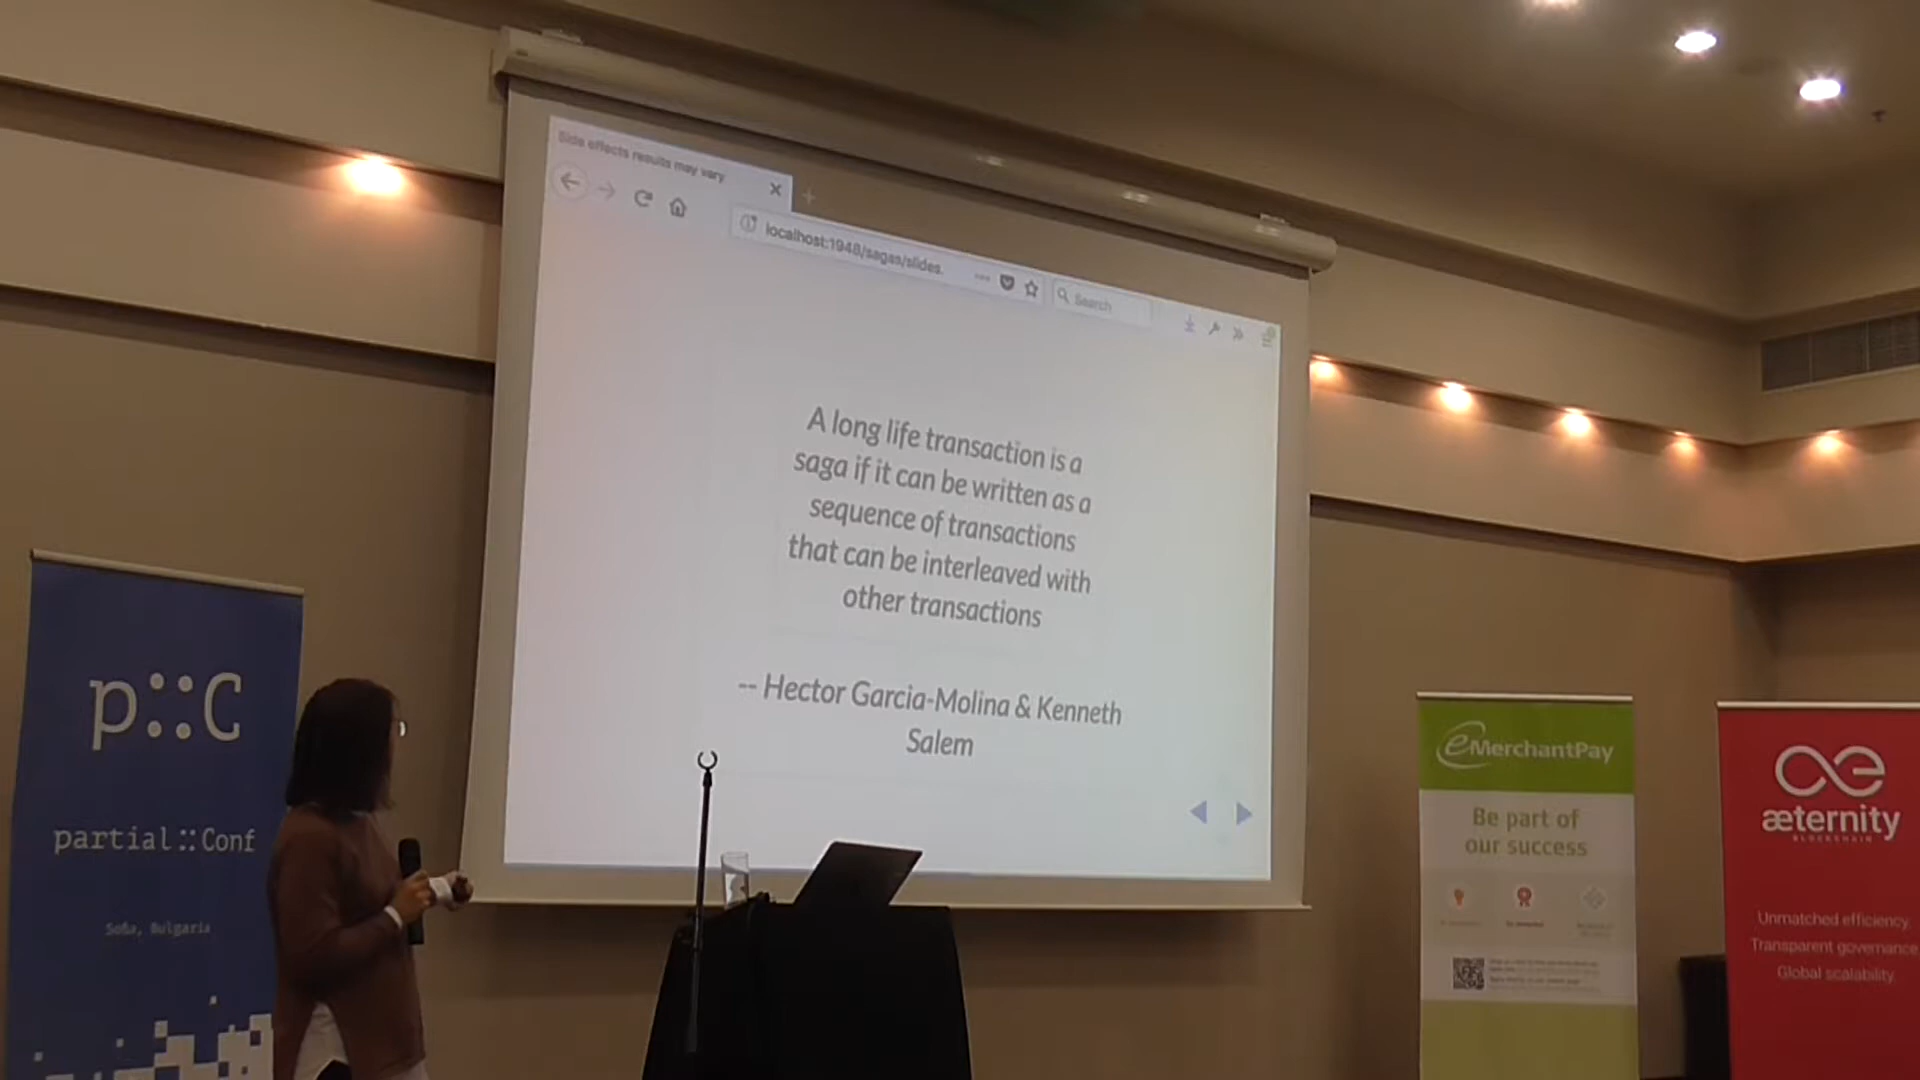 Side effects results may vary
localhost:1948/sagas/slides.
Search
A long life transaction is a
saga if it can be written as a
sequence of transactions
that can be interleaved with
other transactions
-- Hector Garcia-Molina & Kenneth
Salem
p::C
partial::Conf
Sofia, Bulgaria
eMerchantPay
Be part of
our success
æternity
BLOCKCHAIN
Unmatched efficiency.
Transparent governance.
Global scalability.